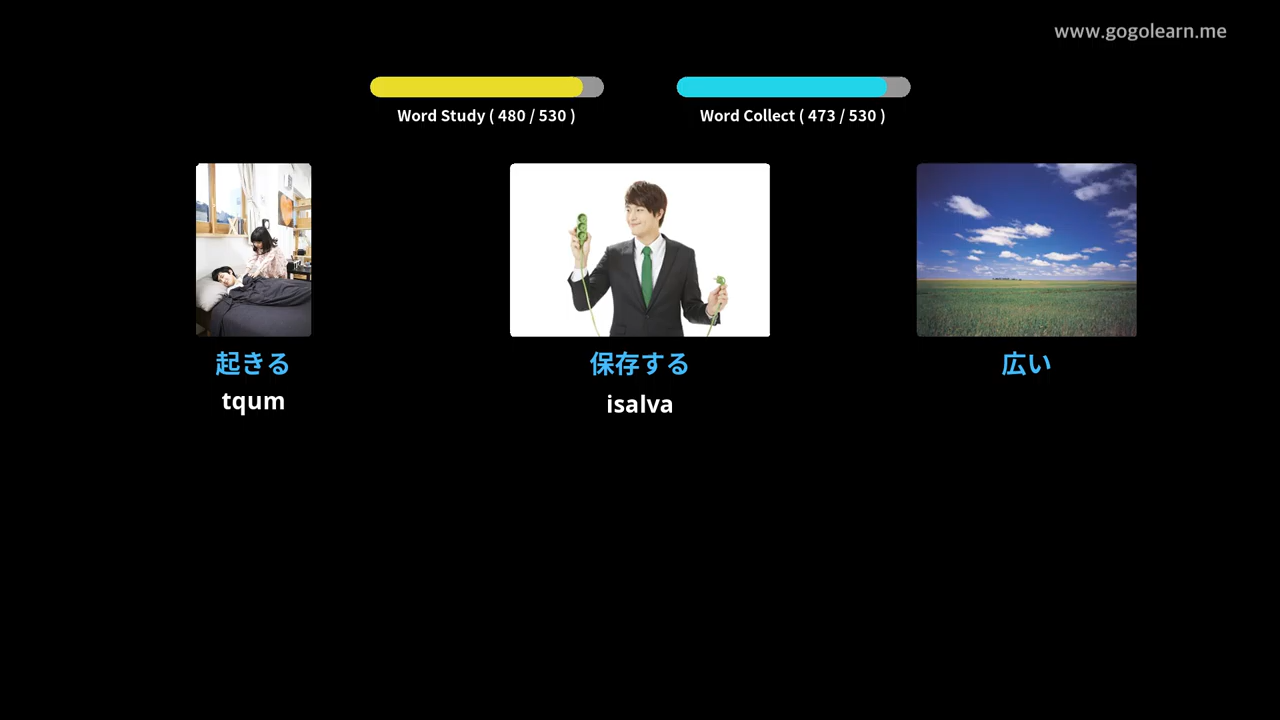 www.gogolearn.me
Word Study ( 480 / 530 )
Word Collect ( 473 / 530 )
起きる
保存する
広い
tqum
isalva